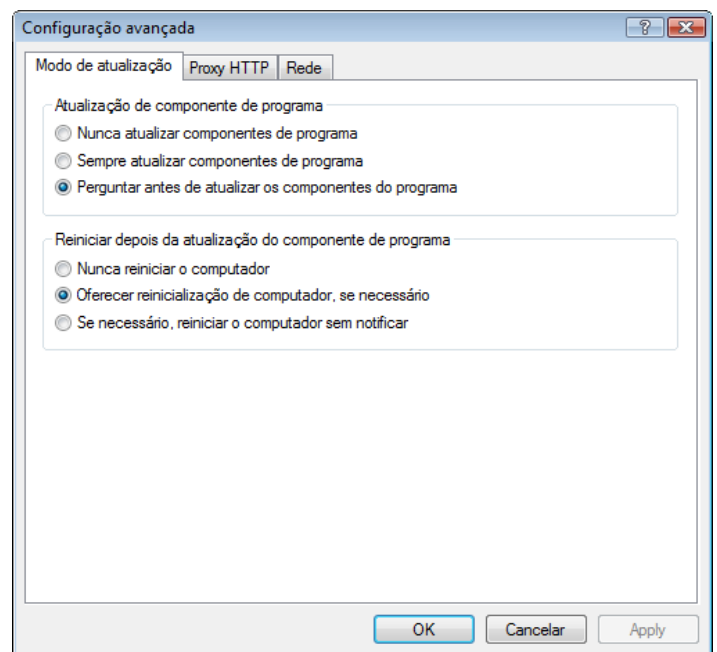 Configuração avançada
Modo de atualização
Proxy HTTP
Rede
Atualização de componente de programa
Nunca atualizar componentes de programa
Sempre atualizar componentes de programa
Perguntar antes de atualizar os componentes do programa
Reiniciar depois da atualização do componente de programa
Nunca reiniciar o computador
Oferecer reinicialização de computador, se necessário
Se necessário, reiniciar o computador sem notificar
OK
Cancelar
Apply